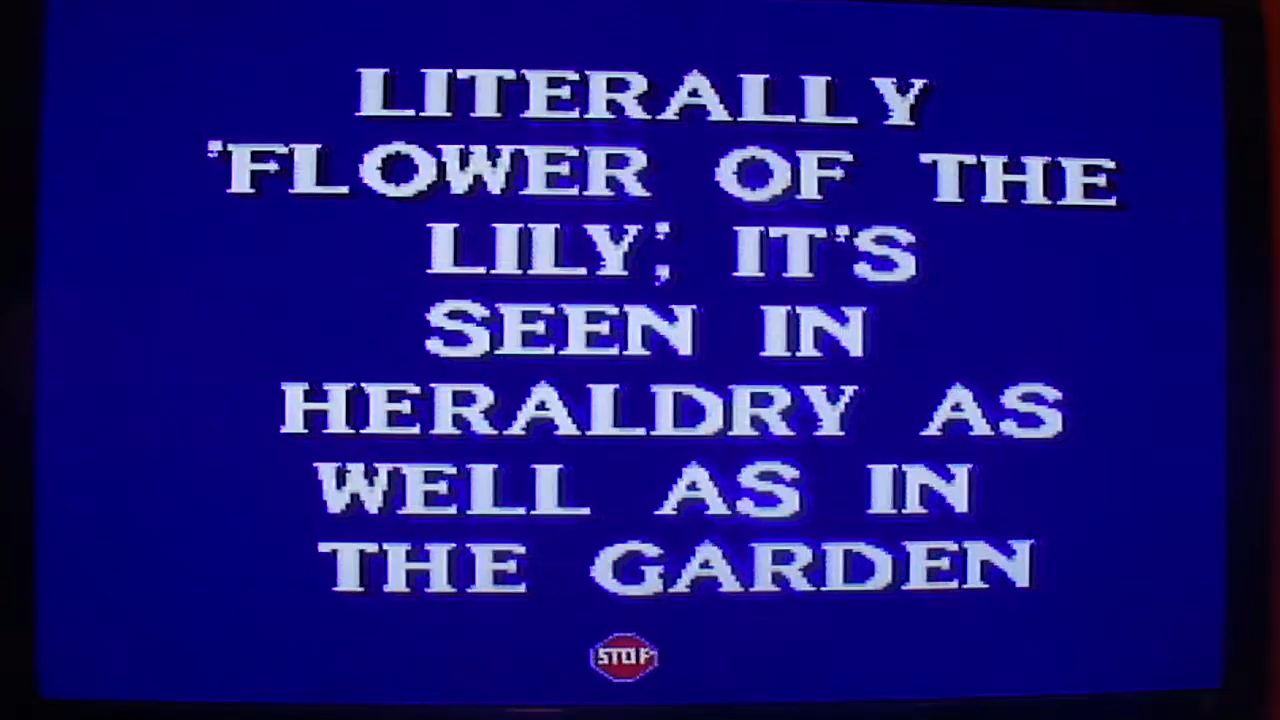 LITERALLY
'FLOWER OF THE
LILY; IT'S
SEEN IN
HERALDRY AS
WELL AS IN
THE GARDEN
STOP